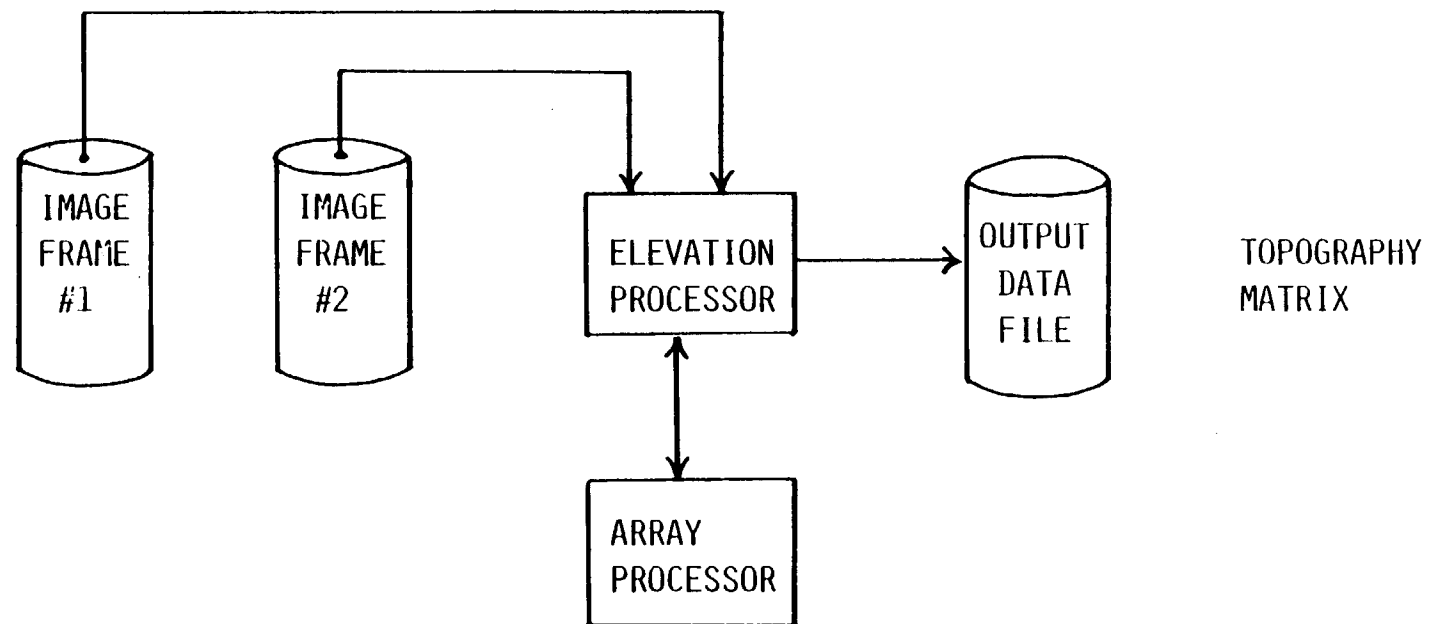 IMAGE
FRAME
#1
IMAGE
FRAME
#2
ELEVATION
PROCESSOR
OUTPUT
DATA
FILE
TOPOGRAPHY
MATRIX
ARRAY
PROCESSOR